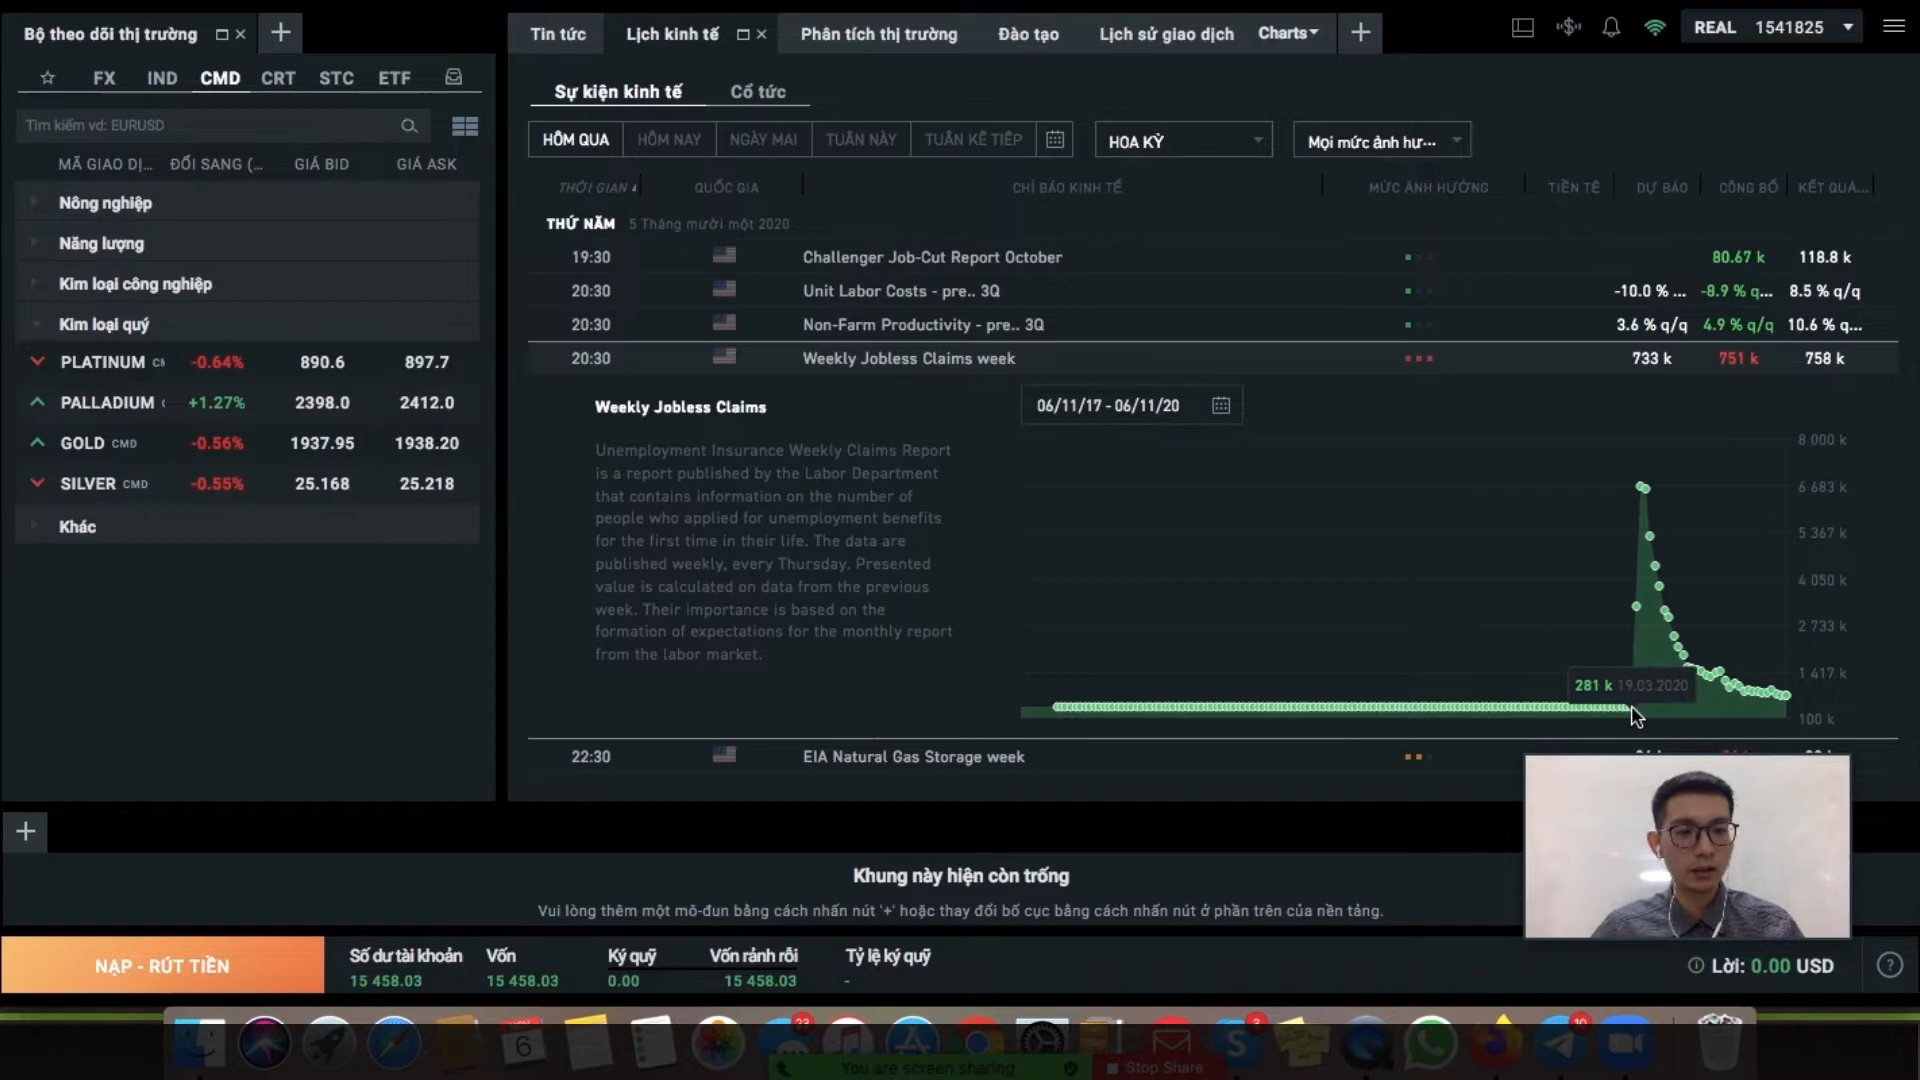 Bộ theo dõi thị trường
FX IND CMD CRT STC ETF
Tìm kiếm vd: EURUSD
MÃ GIAO DỊ... ĐỔI SANG (... GIÁ BID GIÁ ASK
Nông nghiệp
Năng lượng
Kim loại công nghiệp
Kim loại quý
PLATINUM -0.64% 890.6 897.7
PALLADIUM +1.27% 2398.0 2412.0
GOLD CMD -0.56% 1937.95 1938.20
SILVER CMD -0.55% 25.168 25.218
Khác
Tin tức Lịch kinh tế Phân tích thị trường Đào tạo Lịch sử giao dịch Charts
REAL 1541825
Sự kiện kinh tế Cổ tức
HÔM QUA HÔM NAY NGÀY MAI TUẦN NÀY TUẦN KẾ TIẾP HOA KỲ Mọi mức ảnh hư...
THỜI GIAN QUỐC GIA CHỈ BÁO KINH TẾ MỨC ẢNH HƯỞNG TIỀN TỆ DỰ BÁO CÔNG BỐ KẾT QUẢ...
THỨ NĂM 5 Tháng mười một 2020
19:30 Challenger Job-Cut Report October 80.67 k 118.8 k
20:30 Unit Labor Costs - pre.. 3Q -10.0 % ... -8.9 % q... 8.5 % q/q
20:30 Non-Farm Productivity - pre.. 3Q 3.6 % q/q 4.9 % q/q 10.6 % q...
20:30 Weekly Jobless Claims week 733 k 751 k 758 k
Weekly Jobless Claims
06/11/17 - 06/11/20
Unemployment Insurance Weekly Claims Report
is a report published by the Labor Department
that contains information on the number of
people who applied for unemployment benefits
for the first time in their life. The data are
published weekly, every Thursday. Presented
value is calculated on data from the previous
week. Their importance is based on the
formation of expectations for the monthly report
from the labor market.
8 000 k
6 683 k
5 367 k
4 050 k
2 733 k
1 417 k
100 k
281 k 19.03.2020
22:30 EIA Natural Gas Storage week
Khung này hiện còn trống
Vui lòng thêm một mô-đun bằng cách nhấn nút '+' hoặc thay đổi bố cục bằng cách nhấn nút ở phần trên của nền tảng.
NẠP - RÚT TIỀN
Số dư tài khoản Vốn Ký quỹ Vốn rảnh rỗi Tỷ lệ ký quỹ
15 458.03 15 458.03 0.00 15 458.03 -
Lời: 0.00 USD
23 6 3 10
You are screen sharing Stop Share